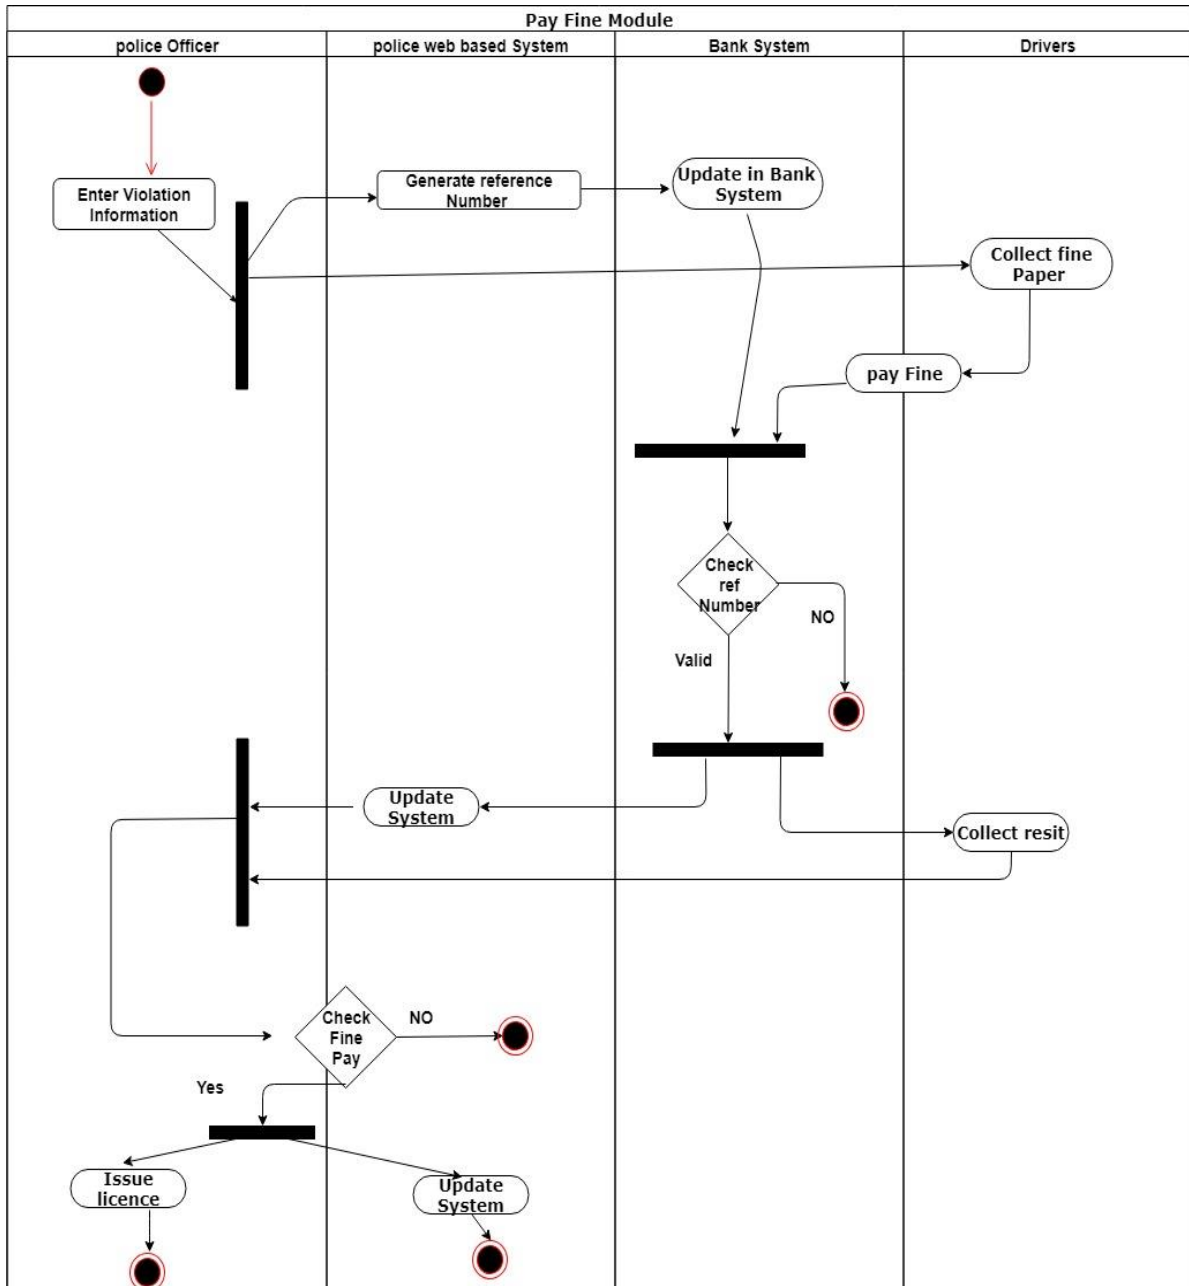 Pay Fine Module
police Officer
police web based System
Bank System
Drivers
Enter Violation
Information
Generate reference
Number
Update in Bank
System
Collect fine
Paper
pay Fine
Check
ref
Number
NO
Valid
Update
System
Collect resit
Check
Fine
Pay
NO
Yes
Issue
licence
Update
System